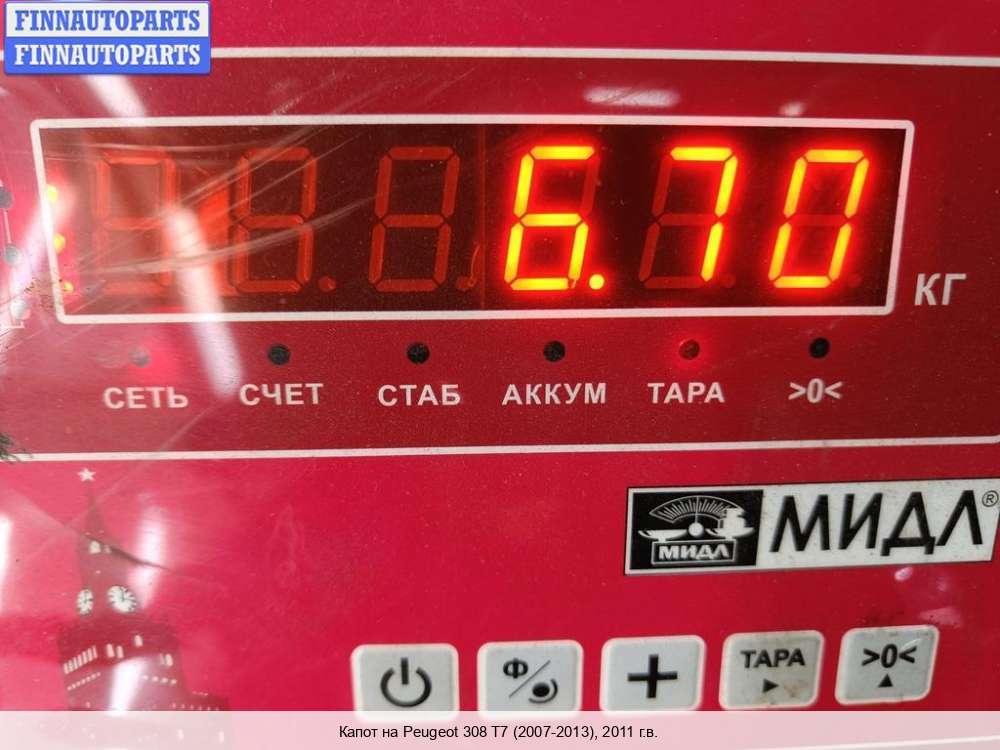 FINNAUTOPARTS
FINNAUTOPARTS
6.70
КГ
СЕТЬ СЧЕТ СТАБ АККУМ ТАРА >0<
МИДЛ МИДЛ®
Ф ТАРА >0<
Капот на Peugeot 308 T7 (2007-2013), 2011 г.в.